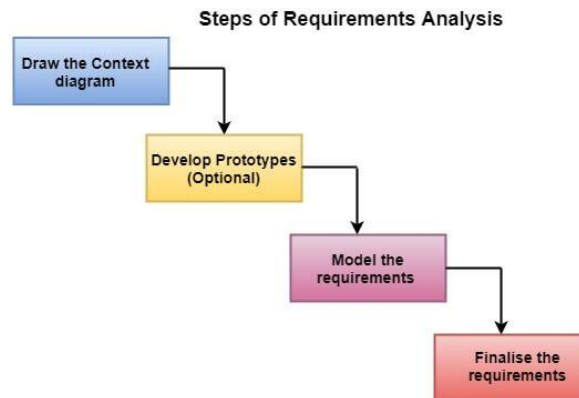 Steps of Requirements Analysis
Draw the Context
diagram
Develop Prototypes
(Optional)
Model the
requirements
Finalise the
requirements